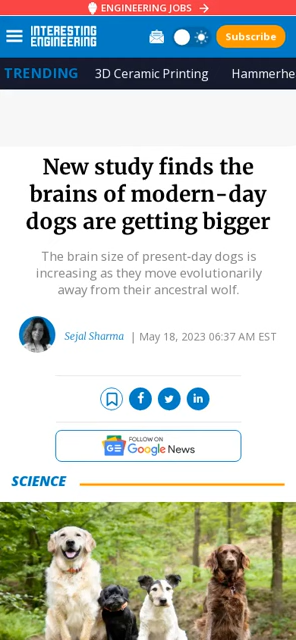 ENGINEERING JOBS
INTERESTING
ENGINEERING
Subscribe
TRENDING
3D Ceramic Printing
Hammerhe
New study finds the
brains of modern-day
dogs are getting bigger
The brain size of present-day dogs is
increasing as they move evolutionarily
away from their ancestral wolf.
Sejal Sharma | May 18, 2023 06:37 AM EST
FOLLOW ON
Google News
SCIENCE